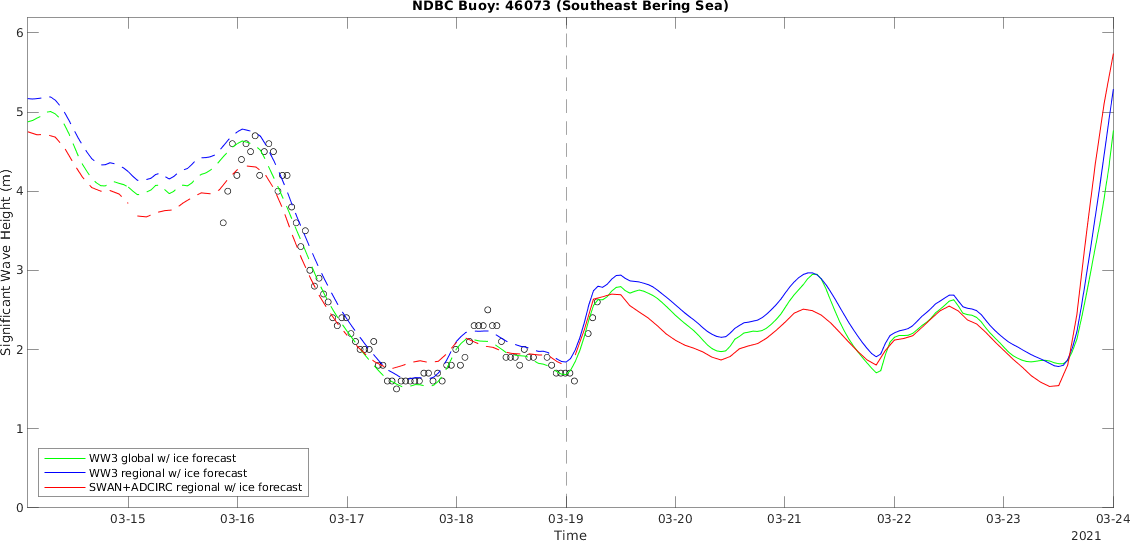 NDBC Buoy: 46073 (Southeast Bering Sea)
Significant Wave Height (m)
6
5
4
3
2
1
0
WW3 global w/ ice forecast
WW3 regional w/ ice forecast
SWAN+ADCIRC regional w/ ice forecast
03-15 03-16 03-17 03-18 03-19 03-20 03-21 03-22 03-23 03-24
Time
2021